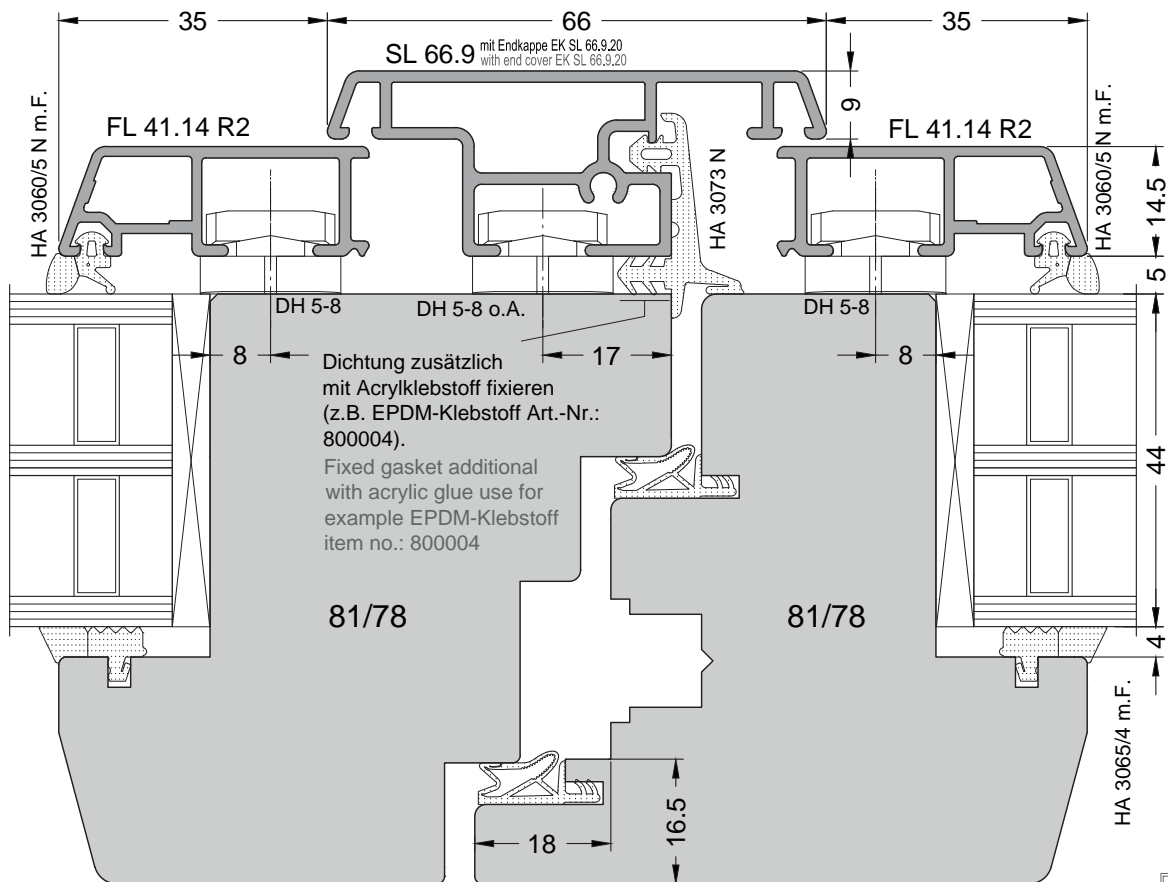 35
66
35
SL 66.9
mit Endkappe EK SL 66.9.20
with end cover EK SL 66.9.20
9
HA 3060/5 N m.F.
FL 41.14 R2
HA 3073 N
FL 41.14 R2
HA 3060/5 N m.F.
14.5
5
DH 5-8
DH 5-8 o.A.
DH 5-8
8
17
8
Dichtung zusätzlich
mit Acrylklebstoff fixieren
(z.B. EPDM-Klebstoff Art.-Nr.:
800004).
Fixed gasket additional
with acrylic glue use for
example EPDM-Klebstoff
item no.: 800004
44
81/78
81/78
4
HA 3065/4 m.F.
18
16.5